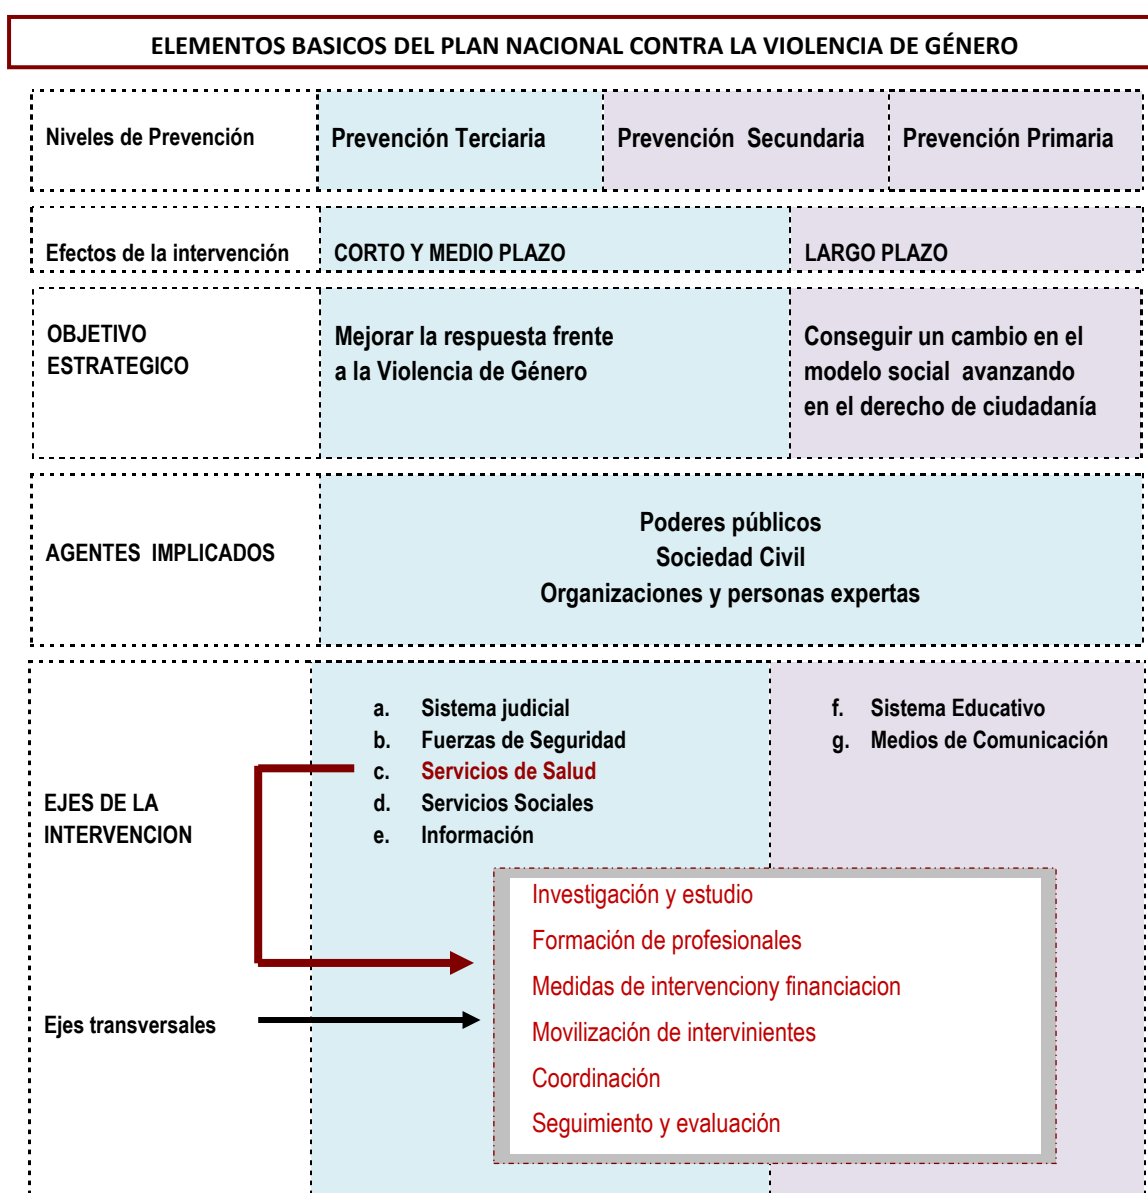 ELEMENTOS BASICOS DEL PLAN NACIONAL CONTRA LA VIOLENCIA DE GÉNERO
Niveles de Prevención
Prevención Terciaria
Prevención Secundaria
Prevención Primaria
Efectos de la intervención
CORTO Y MEDIO PLAZO
LARGO PLAZO
OBJETIVO
ESTRATEGICO
Mejorar la respuesta frente
a la Violencia de Género
Conseguir un cambio en el
modelo social avanzando
en el derecho de ciudadanía
AGENTES IMPLICADOS
Poderes públicos
Sociedad Civil
Organizaciones y personas expertas
EJES DE LA
INTERVENCION
a. Sistema judicial
b. Fuerzas de Seguridad
c. Servicios de Salud
d. Servicios Sociales
e. Información
f. Sistema Educativo
g. Medios de Comunicación
Ejes transversales
Investigación y estudio
Formación de profesionales
Medidas de intervenciony financiacion
Movilización de intervinientes
Coordinación
Seguimiento y evaluación